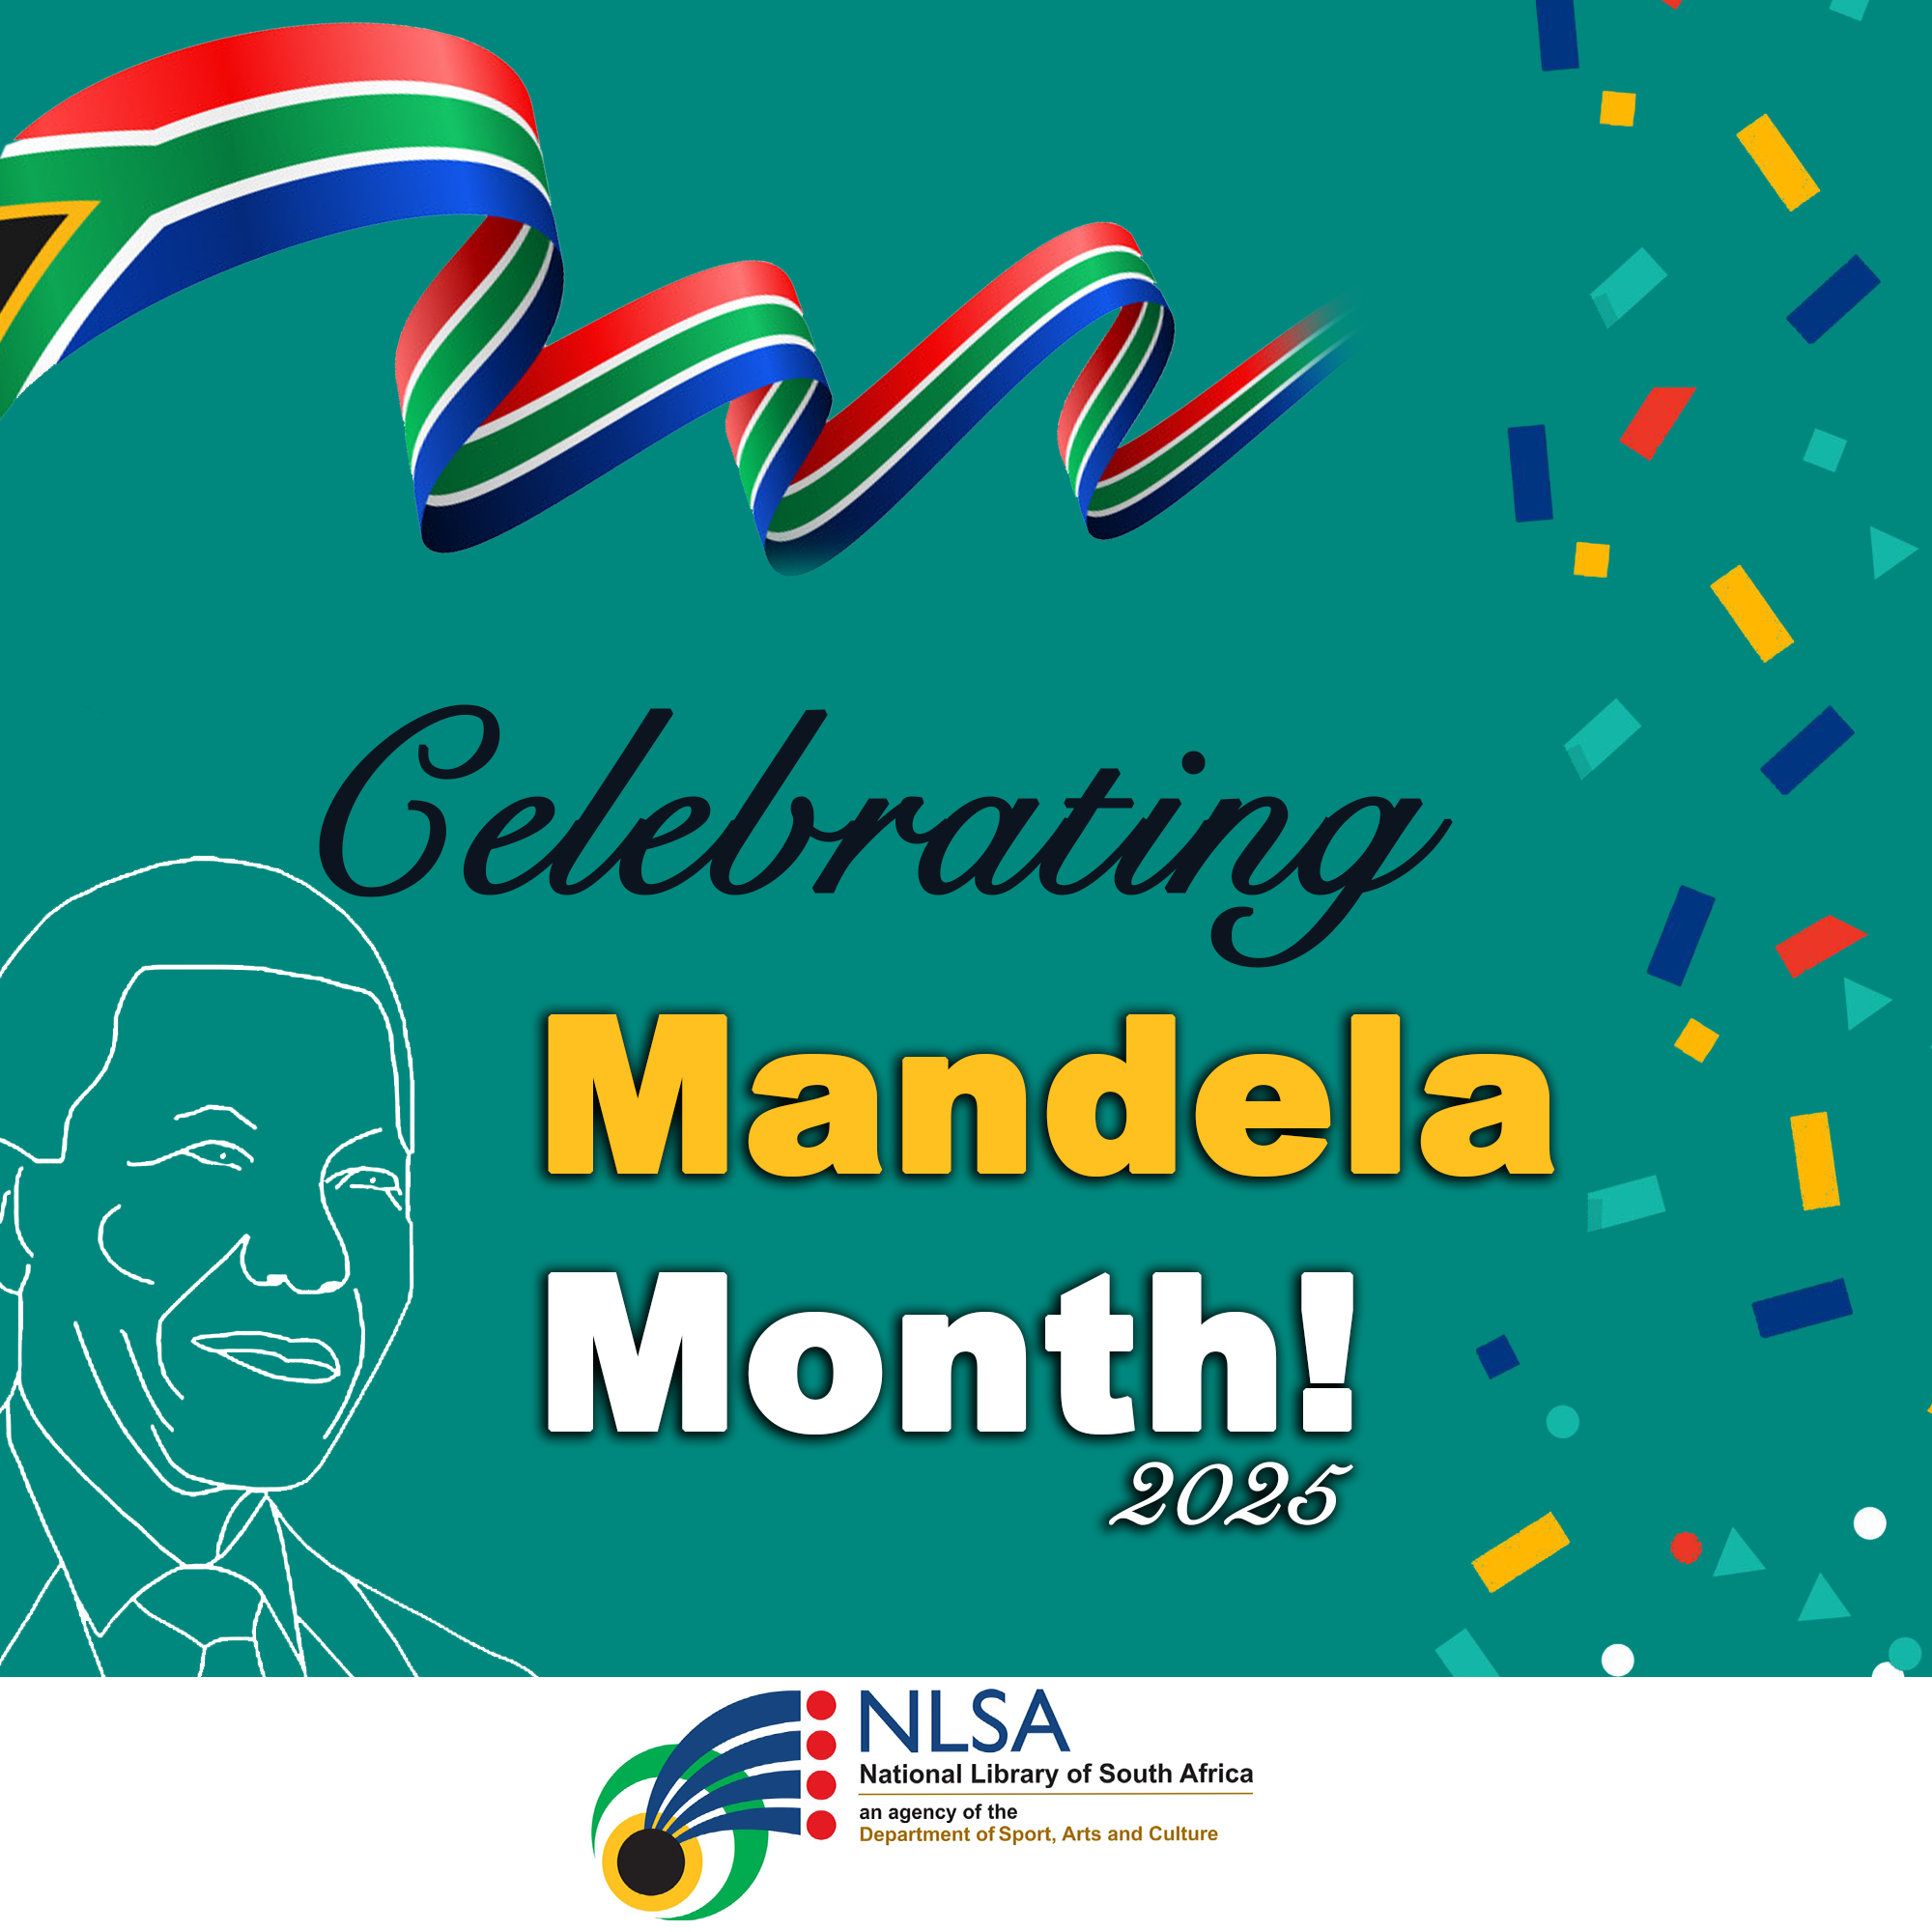 Celebrating
Mandela
Month!
2025
NLSA
National Library of South Africa
an agency of the
Department of Sport, Arts and Culture